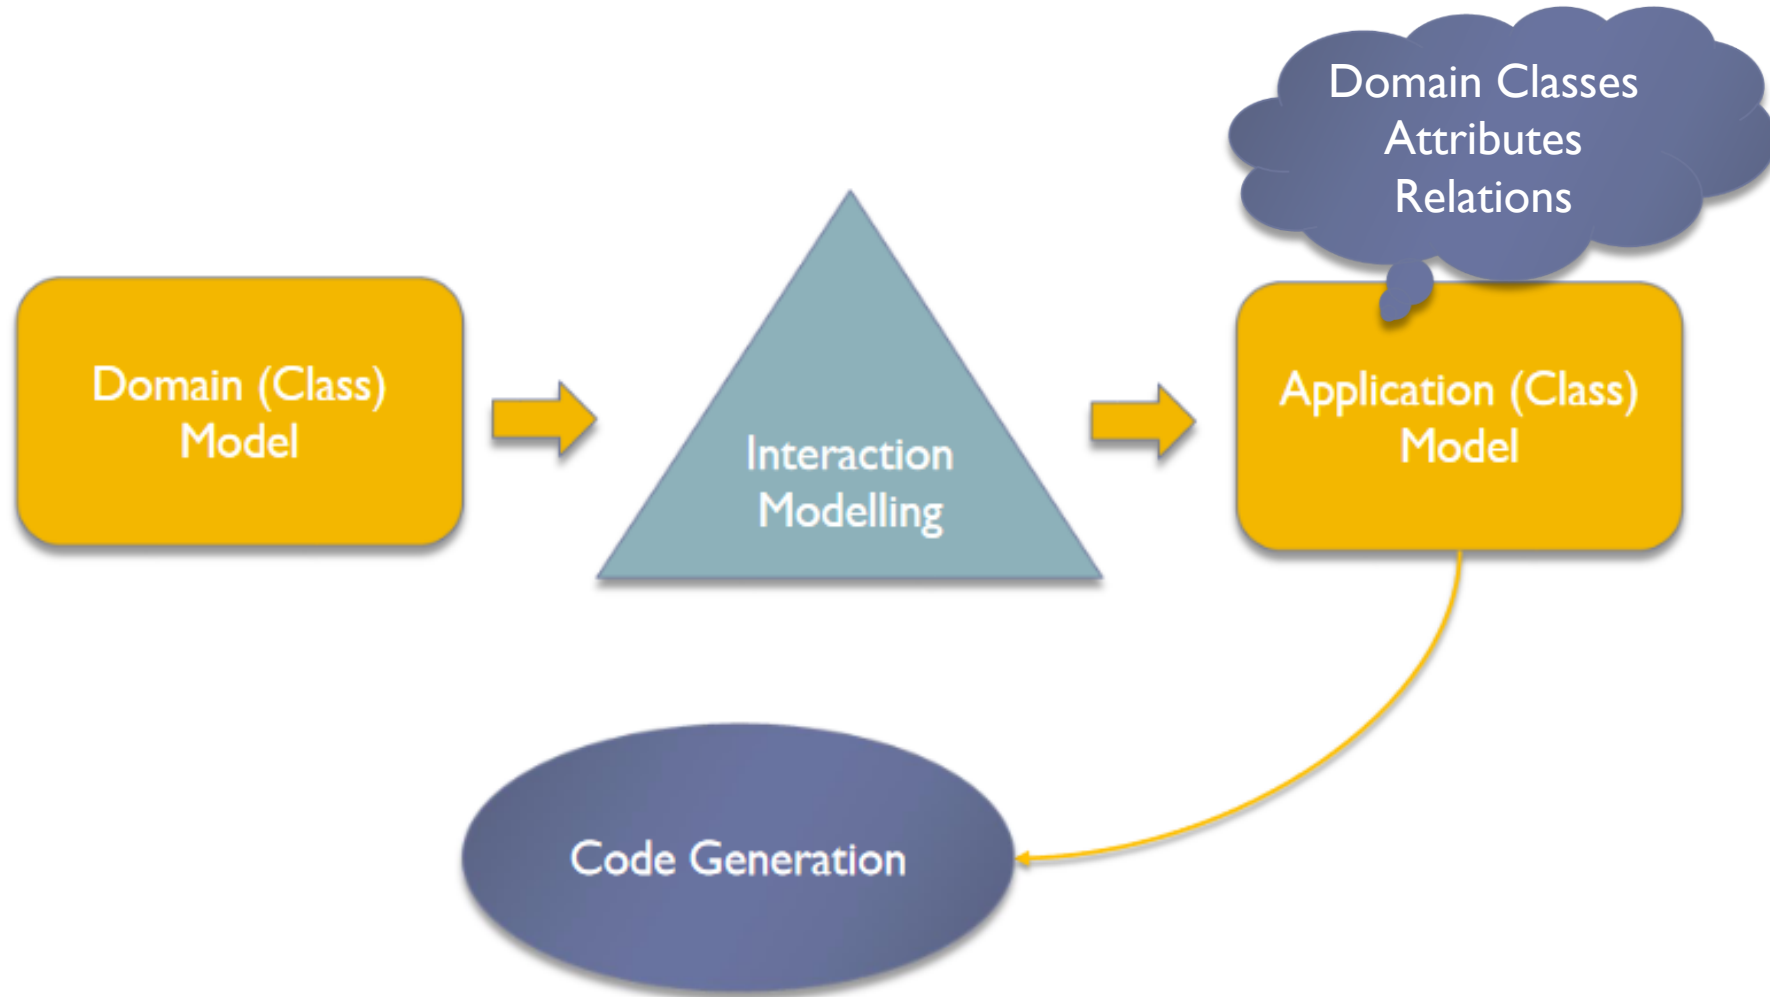 Domain Classes
Attributes
Relations
Domain (Class)
Model
Interaction
Modelling
Application (Class)
Model
Code Generation